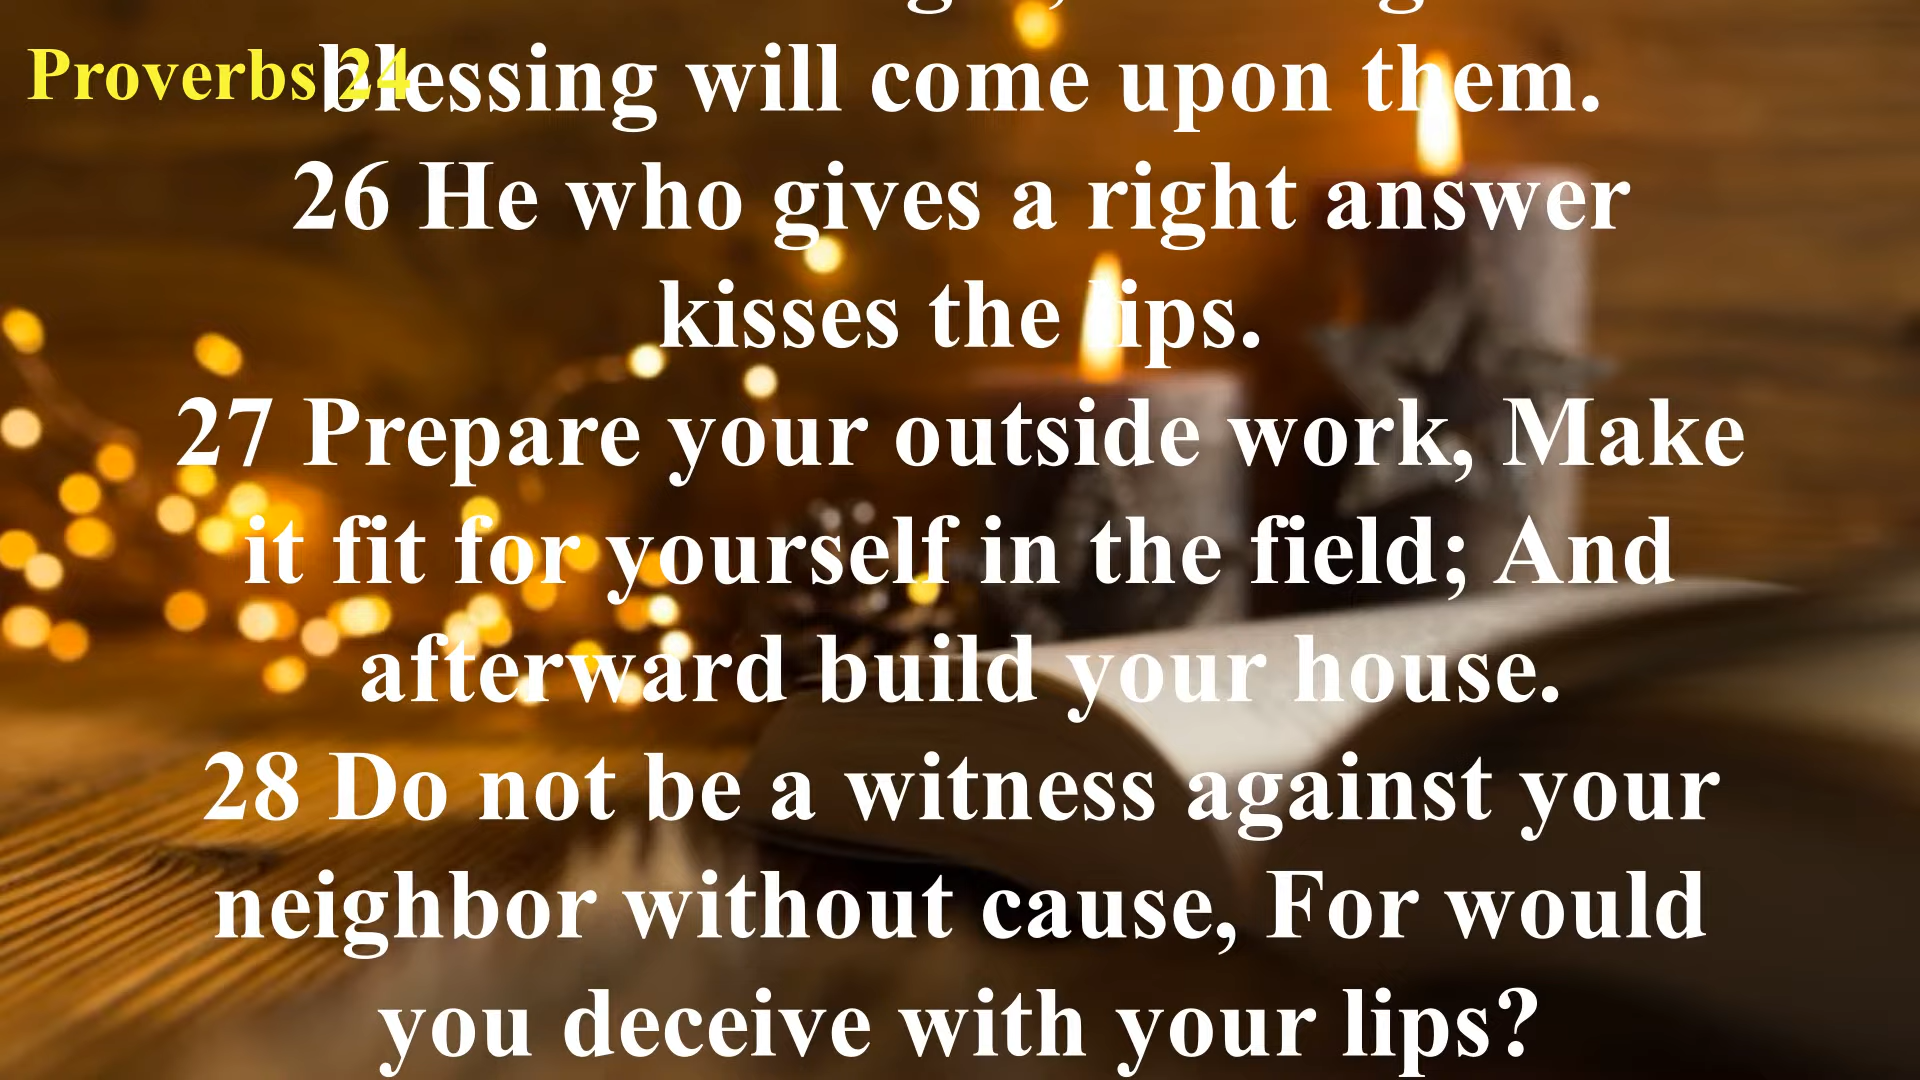 Proverbs 24
blessing will come upon them.
26 He who gives a right answer
kisses the lips.
27 Prepare your outside work, Make
it fit for yourself in the field; And
afterward build your house.
28 Do not be a witness against your
neighbor without cause, For would
you deceive with your lips?